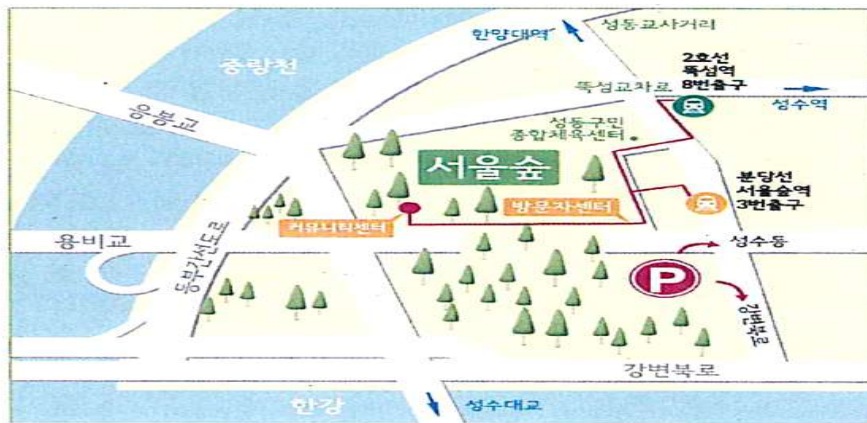 한양대역
성동교사거리
중랑천
2호선
뚝섬역
8번출구
뚝섬교차로
성수역
응봉교
성동구민
종합체육센터
서울숲
분당선
서울숲역
3번출구
방문자센터
커뮤니티센터
용비교
동부간선도로
성수동
P
강변북로
강변북로
한강
성수대교